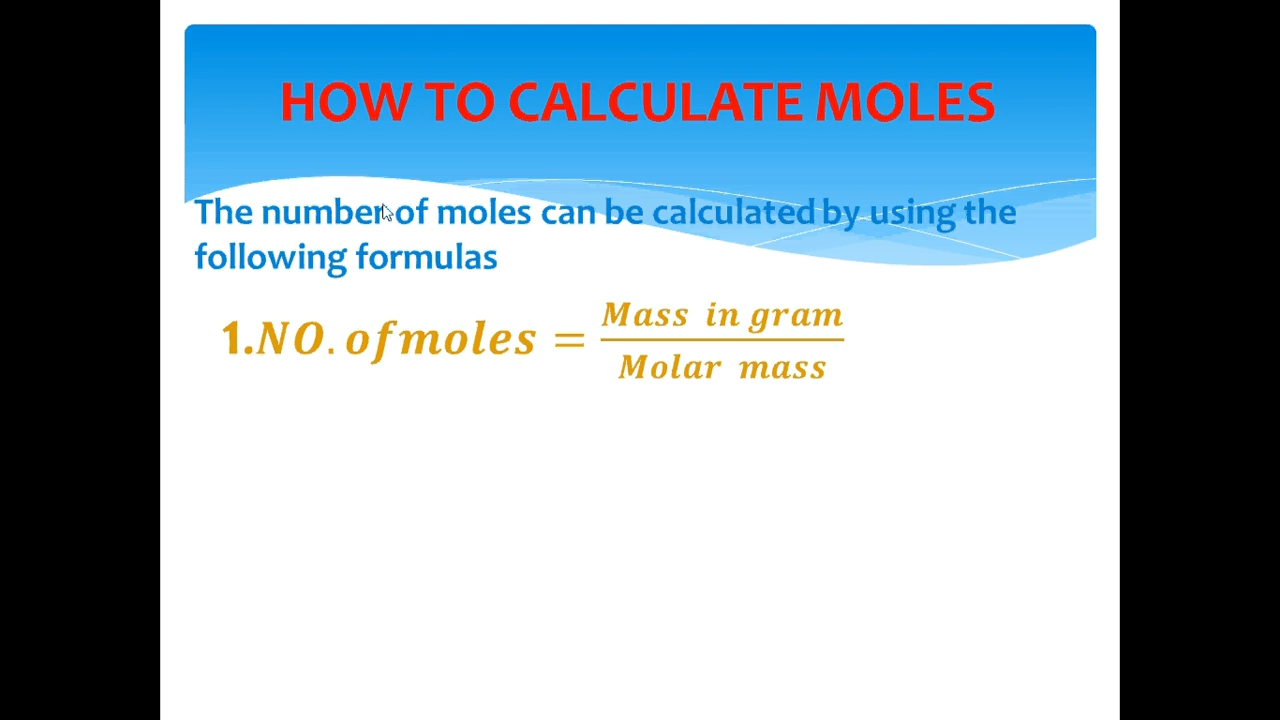 HOW TO CALCULATE MOLES
The number of moles can be calculated by using the
following formulas
1.NO. of moles = Mass in gram / Molar mass